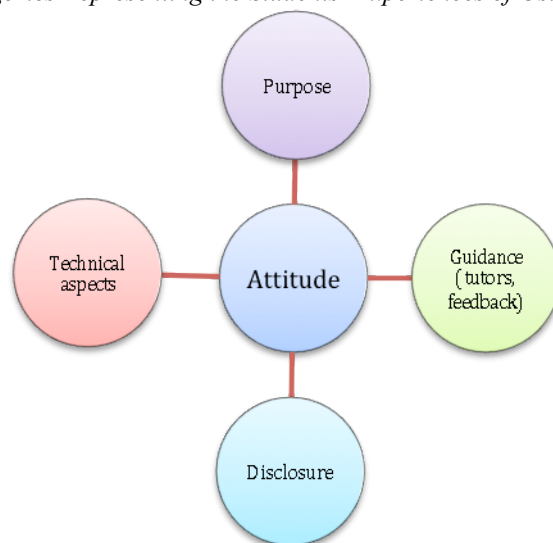 Purpose
Technical
aspects
Attitude
Guidance
(tutors,
feedback)
Disclosure